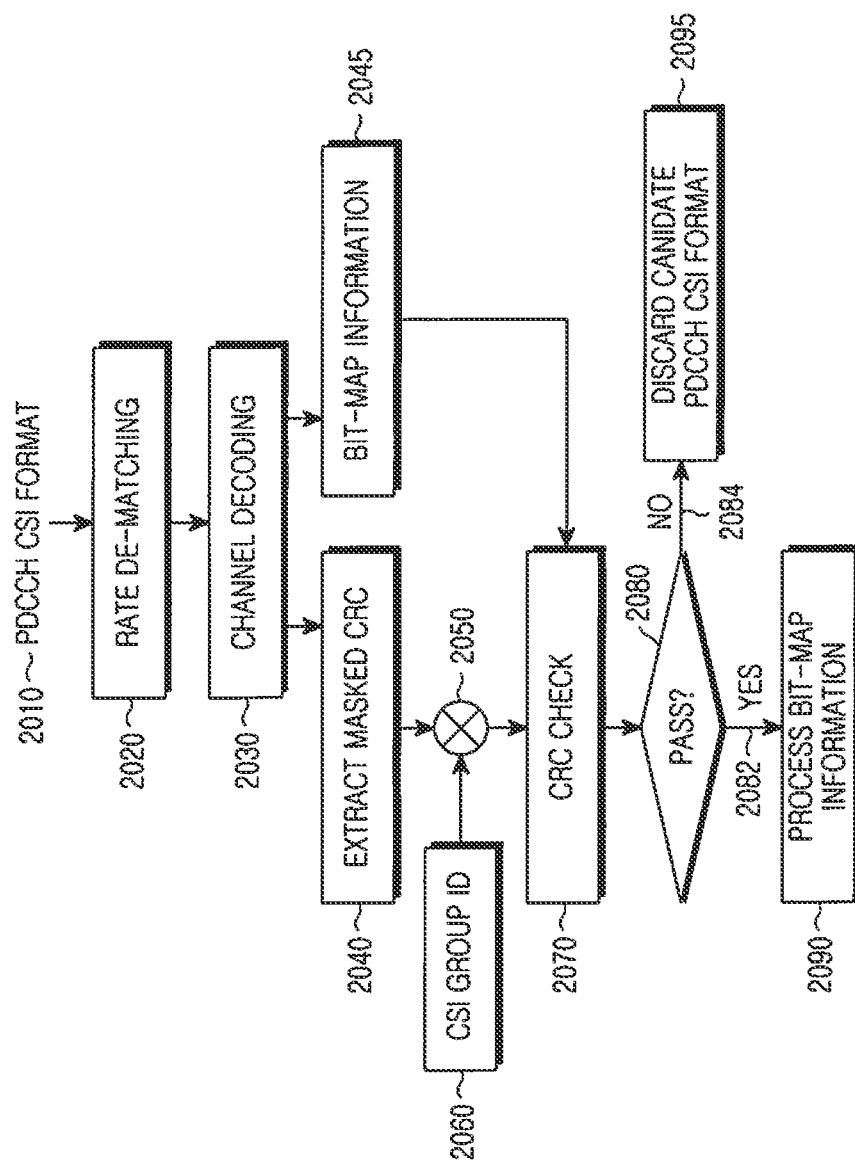 2010 PDCCH CSI FORMAT
RATE DE-MATCHING
2020
CHANNEL DECODING
2030
EXTRACT MASKED CRC
2040
BIT-MAP INFORMATION
2045
2050
CSI GROUP ID
2060
CRC CHECK
2070
PASS?
2080
NO
2084
DISCARD CANIDATE
PDCCH CSI FORMAT
2095
2082
YES
PROCESS BIT-MAP
INFORMATION
2090